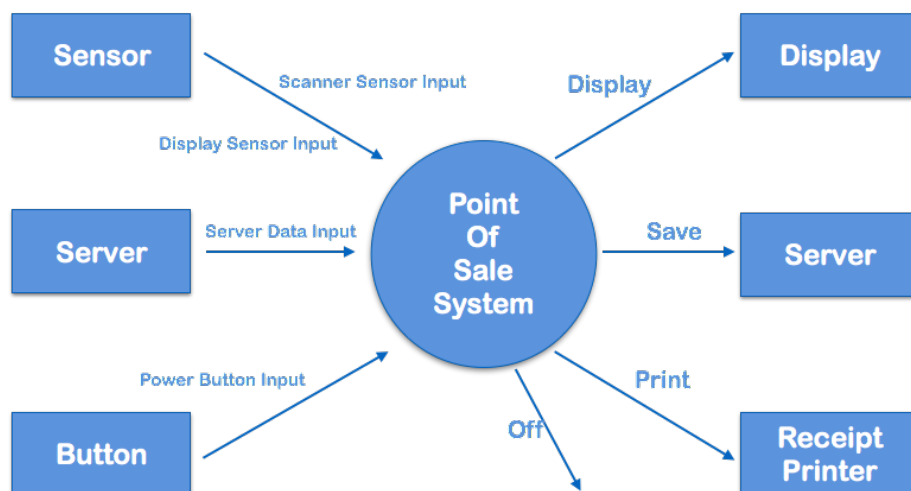 Sensor
Scanner Sensor Input
Display Sensor Input
Display
Display
Server
Server Data Input
Point
Of
Sale
System
Save
Server
Power Button Input
Button
Off
Print
Receipt
Printer